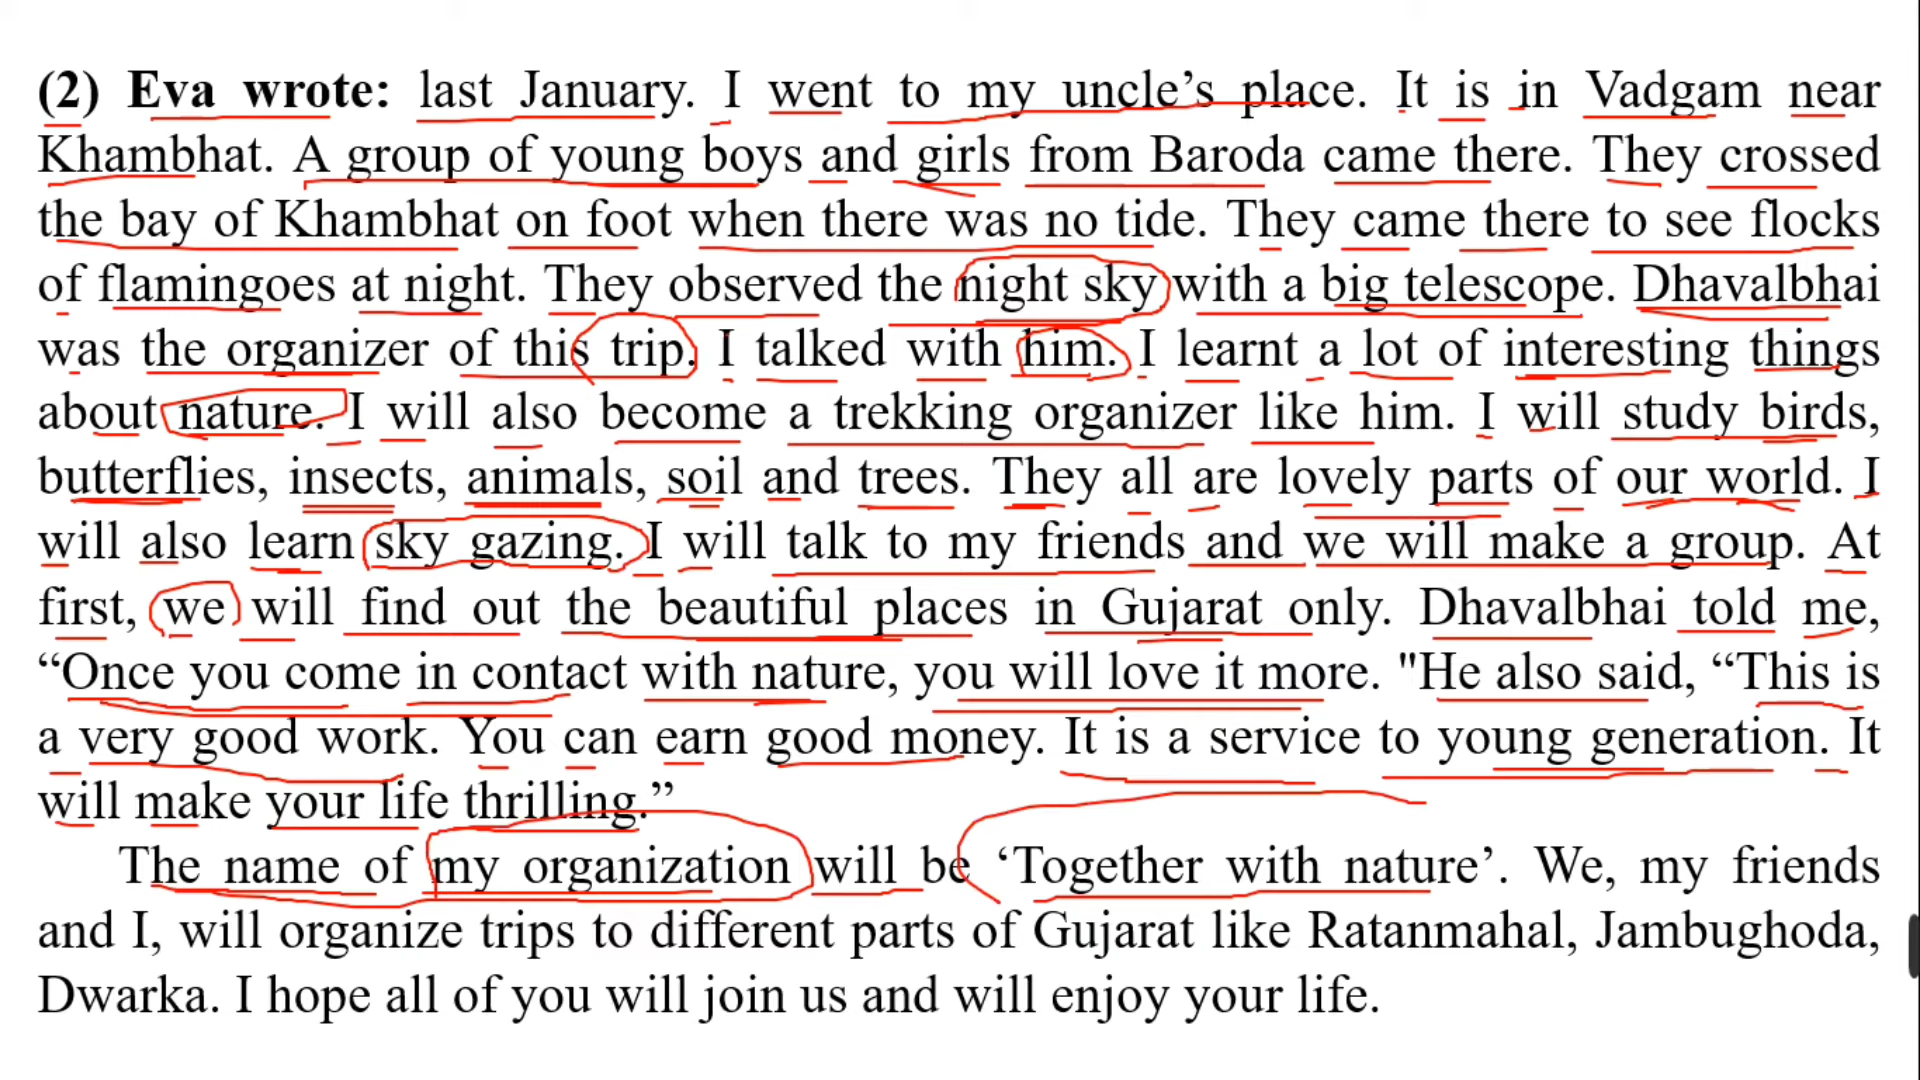 (2) Eva wrote: last January. I went to my uncle’s place. It is in Vadgam near
Khambhat. A group of young boys and girls from Baroda came there. They crossed
the bay of Khambhat on foot when there was no tide. They came there to see flocks
of flamingoes at night. They observed the night sky with a big telescope. Dhavalbhai
was the organizer of this trip. I talked with him. I learnt a lot of interesting things
about nature. I will also become a trekking organizer like him. I will study birds,
butterflies, insects, animals, soil and trees. They all are lovely parts of our world. I
will also learn sky gazing. I will talk to my friends and we will make a group. At
first, we will find out the beautiful places in Gujarat only. Dhavalbhai told me,
“Once you come in contact with nature, you will love it more. "He also said, “This is
a very good work. You can earn good money. It is a service to young generation. It
will make your life thrilling.”
The name of my organization will be ‘Together with nature’. We, my friends
and I, will organize trips to different parts of Gujarat like Ratanmahal, Jambughoda,
Dwarka. I hope all of you will join us and will enjoy your life.